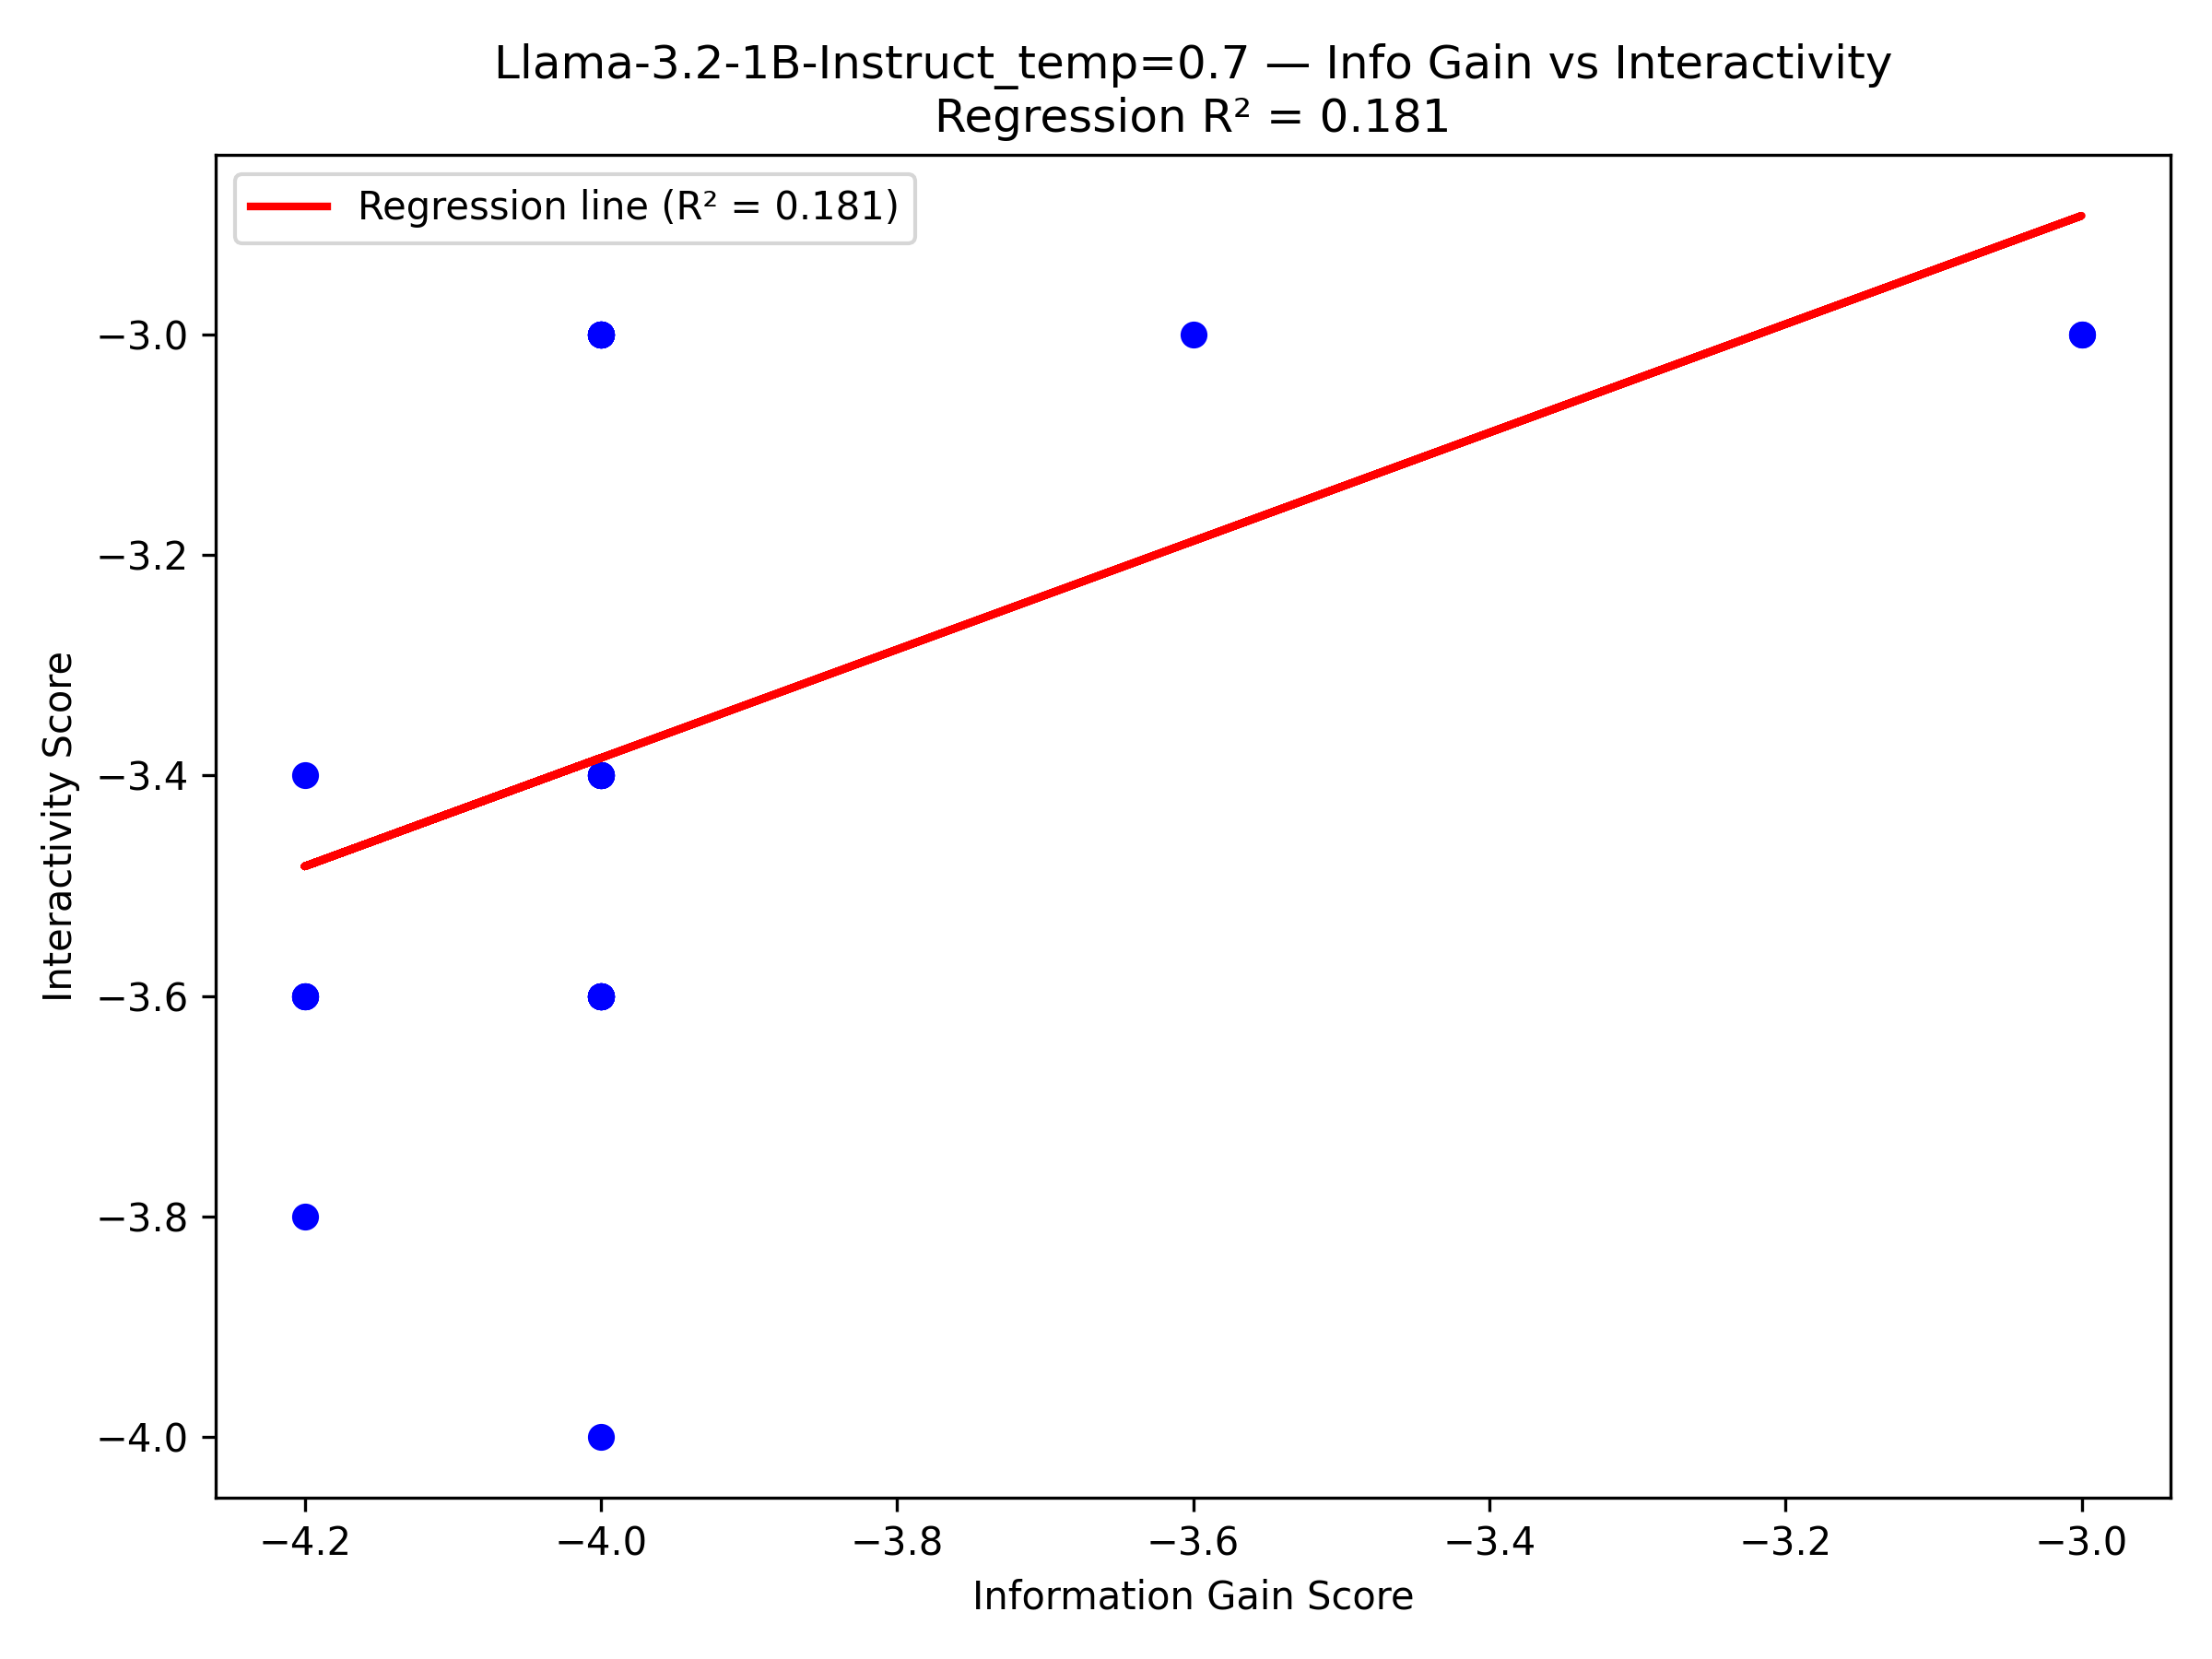 Llama-3.2-1B-Instruct_temp=0.7 — Info Gain vs Interactivity
Regression R² = 0.181
Regression line (R² = 0.181)
−3.0
−3.2
−3.4
−3.6
−3.8
−4.0
Interactivity Score
−4.2 −4.0 −3.8 −3.6 −3.4 −3.2 −3.0
Information Gain Score